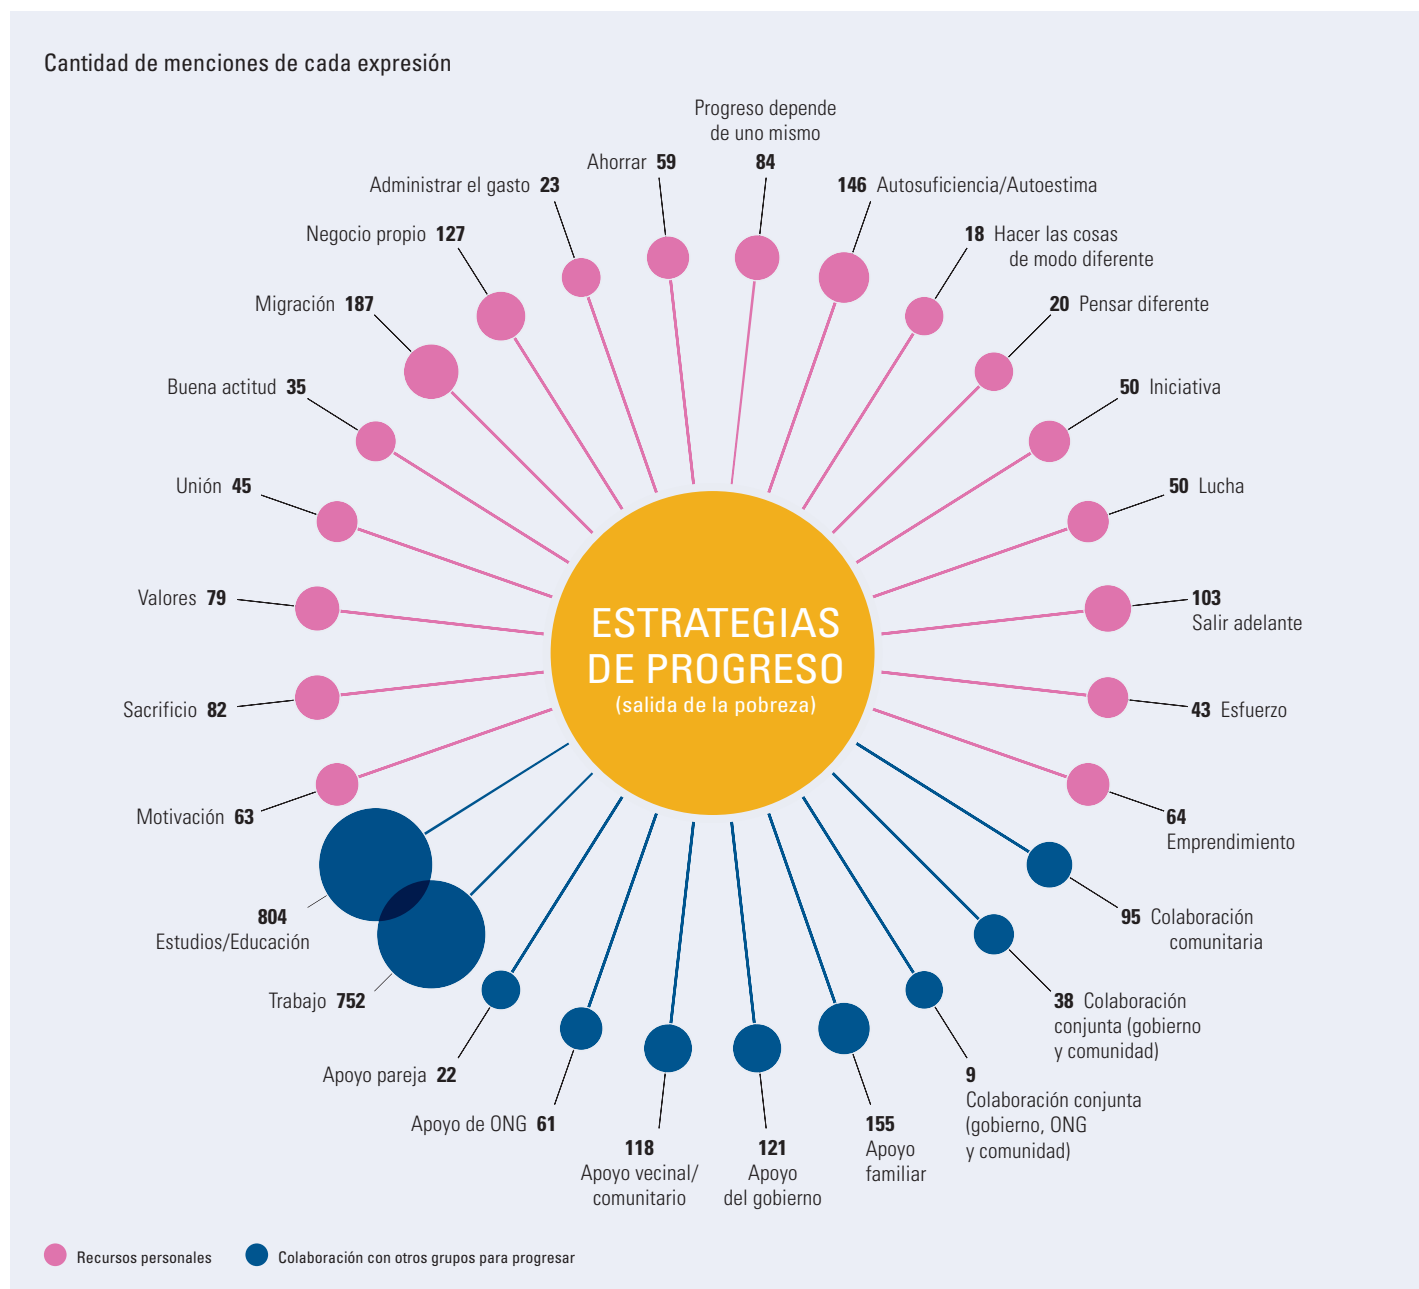 Cantidad de menciones de cada expresión
Progreso depende
de uno mismo
84
Ahorrar 59
Administrar el gasto 23
146 Autosuficiencia/Autoestima
Negocio propio 127
18 Hacer las cosas
de modo diferente
Migración 187
20 Pensar diferente
Buena actitud 35
50 Iniciativa
Unión 45
50 Lucha
Valores 79
103
Salir adelante
ESTRATEGIAS
DE PROGRESO
(salida de la pobreza)
Sacrificio 82
43 Esfuerzo
Motivación 63
64
Emprendimiento
804
Estudios/Educación
95 Colaboración
comunitaria
Trabajo 752
38 Colaboración
conjunta (gobierno
y comunidad)
Apoyo pareja 22
9
Colaboración conjunta
(gobierno, ONG
y comunidad)
Apoyo de ONG 61
155
Apoyo
familiar
118
Apoyo vecinal/
comunitario
121
Apoyo
del gobierno
Recursos personales
Colaboración con otros grupos para progresar